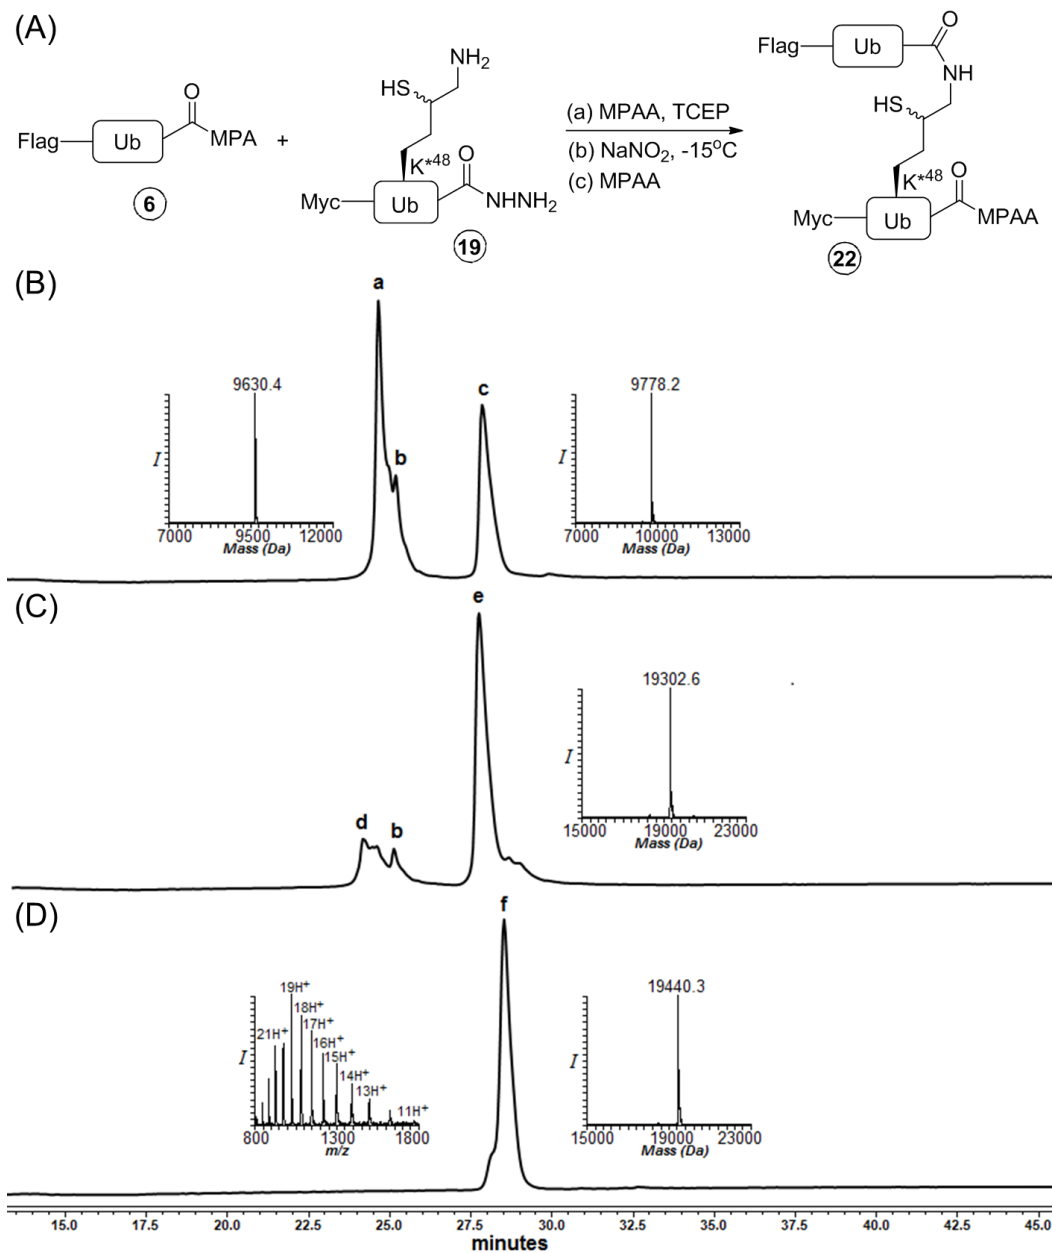 (A)
Flag
Ub
O
MPA
6
+
NH₂
HS
K*⁴⁸
O
Myc
Ub
NHNH₂
19
(a) MPAA, TCEP
(b) NaNO₂, -15°C
(c) MPAA
Flag
Ub
O
NH
HS
K*⁴⁸
O
Myc
Ub
MPAA
22
(B)
a
b
c
9630.4
I
7000 9500 12000
Mass (Da)
9778.2
I
7000 10000 13000
Mass (Da)
(C)
d
b
e
19302.6
I
15000 19000 23000
Mass (Da)
(D)
f
21H⁺
19H⁺
18H⁺
17H⁺
16H⁺
15H⁺
14H⁺
13H⁺
11H⁺
I
800 1300 1800
m/z
19440.3
I
15000 19000 23000
Mass (Da)
15.0 17.5 20.0 22.5 25.0 27.5 30.0 32.5 35.0 37.5 40.0 42.5 45.0
minutes